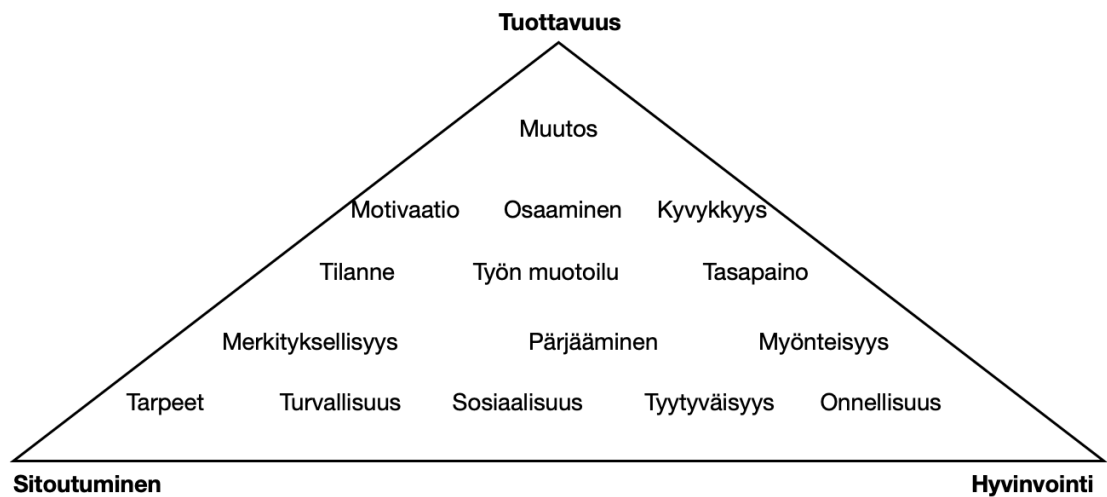 Tuottavuus
Muutos
Motivaatio Osaaminen Kyvykkyys
Tilanne Työn muotoilu Tasapaino
Merkityksellisyys Pärjääminen Myönteisyys
Tarpeet Turvallisuus Sosiaalisuus Tyytyväisyys Onnellisuus
Sitoutuminen Hyvinvointi